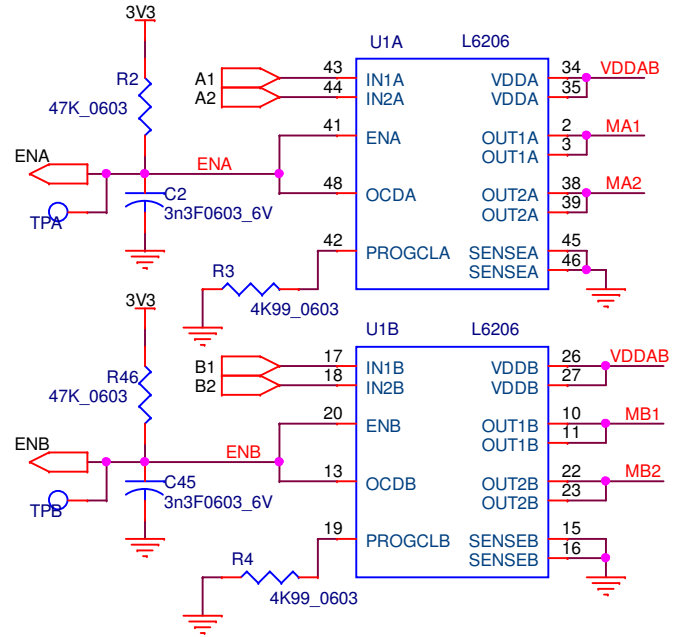 3V3
U1A L6206
R2
47K_0603
A1 43 IN1A VDDA 34 VDDAB
A2 44 IN2A VDDA 35
41 ENA OUT1A 2 MA1
OUT1A 3
ENA ENA
C2 48 OCDA OUT2A 38 MA2
3n3F0603_6V OUT2A 39
TPA
42 PROGCLA SENSEA 45
SENSEA 46
R3
4K99_0603
3V3
U1B L6206
R46
47K_0603
B1 17 IN1B VDDB 26 VDDAB
B2 18 IN2B VDDB 27
20 ENB OUT1B 10 MB1
OUT1B 11
ENB ENB
C45 13 OCDB OUT2B 22 MB2
3n3F0603_6V OUT2B 23
TPB
19 PROGCLB SENSEB 15
SENSEB 16
R4
4K99_0603